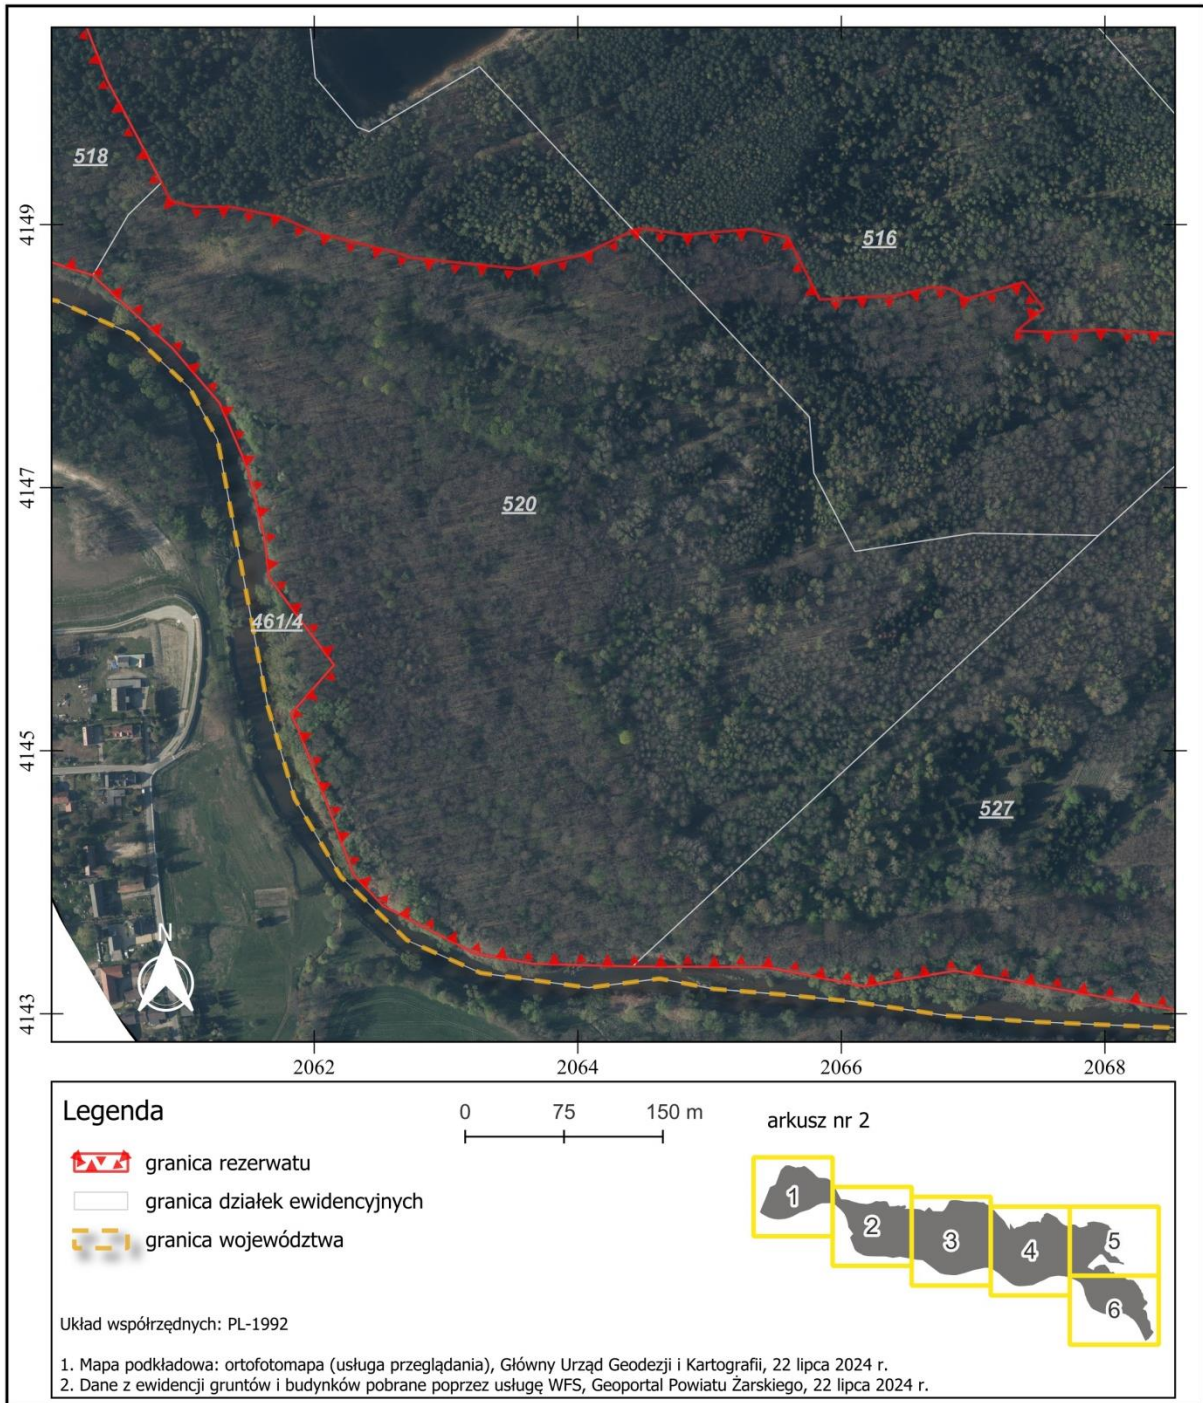 518
4149
516
4147
520
461/4
4145
527
N
4143
2062 2064 2066 2068
Legenda
0 75 150 m
arkusz nr 2
granica rezerwatu
granica działek ewidencyjnych
granica województwa
1
2
3
4
5
6
Układ współrzędnych: PL-1992
1. Mapa podkładowa: ortofotomapa (usługa przeglądania), Główny Urząd Geodezji i Kartografii, 22 lipca 2024 r.
2. Dane z ewidencji gruntów i budynków pobrane poprzez usługę WFS, Geoportal Powiatu Żarskiego, 22 lipca 2024 r.